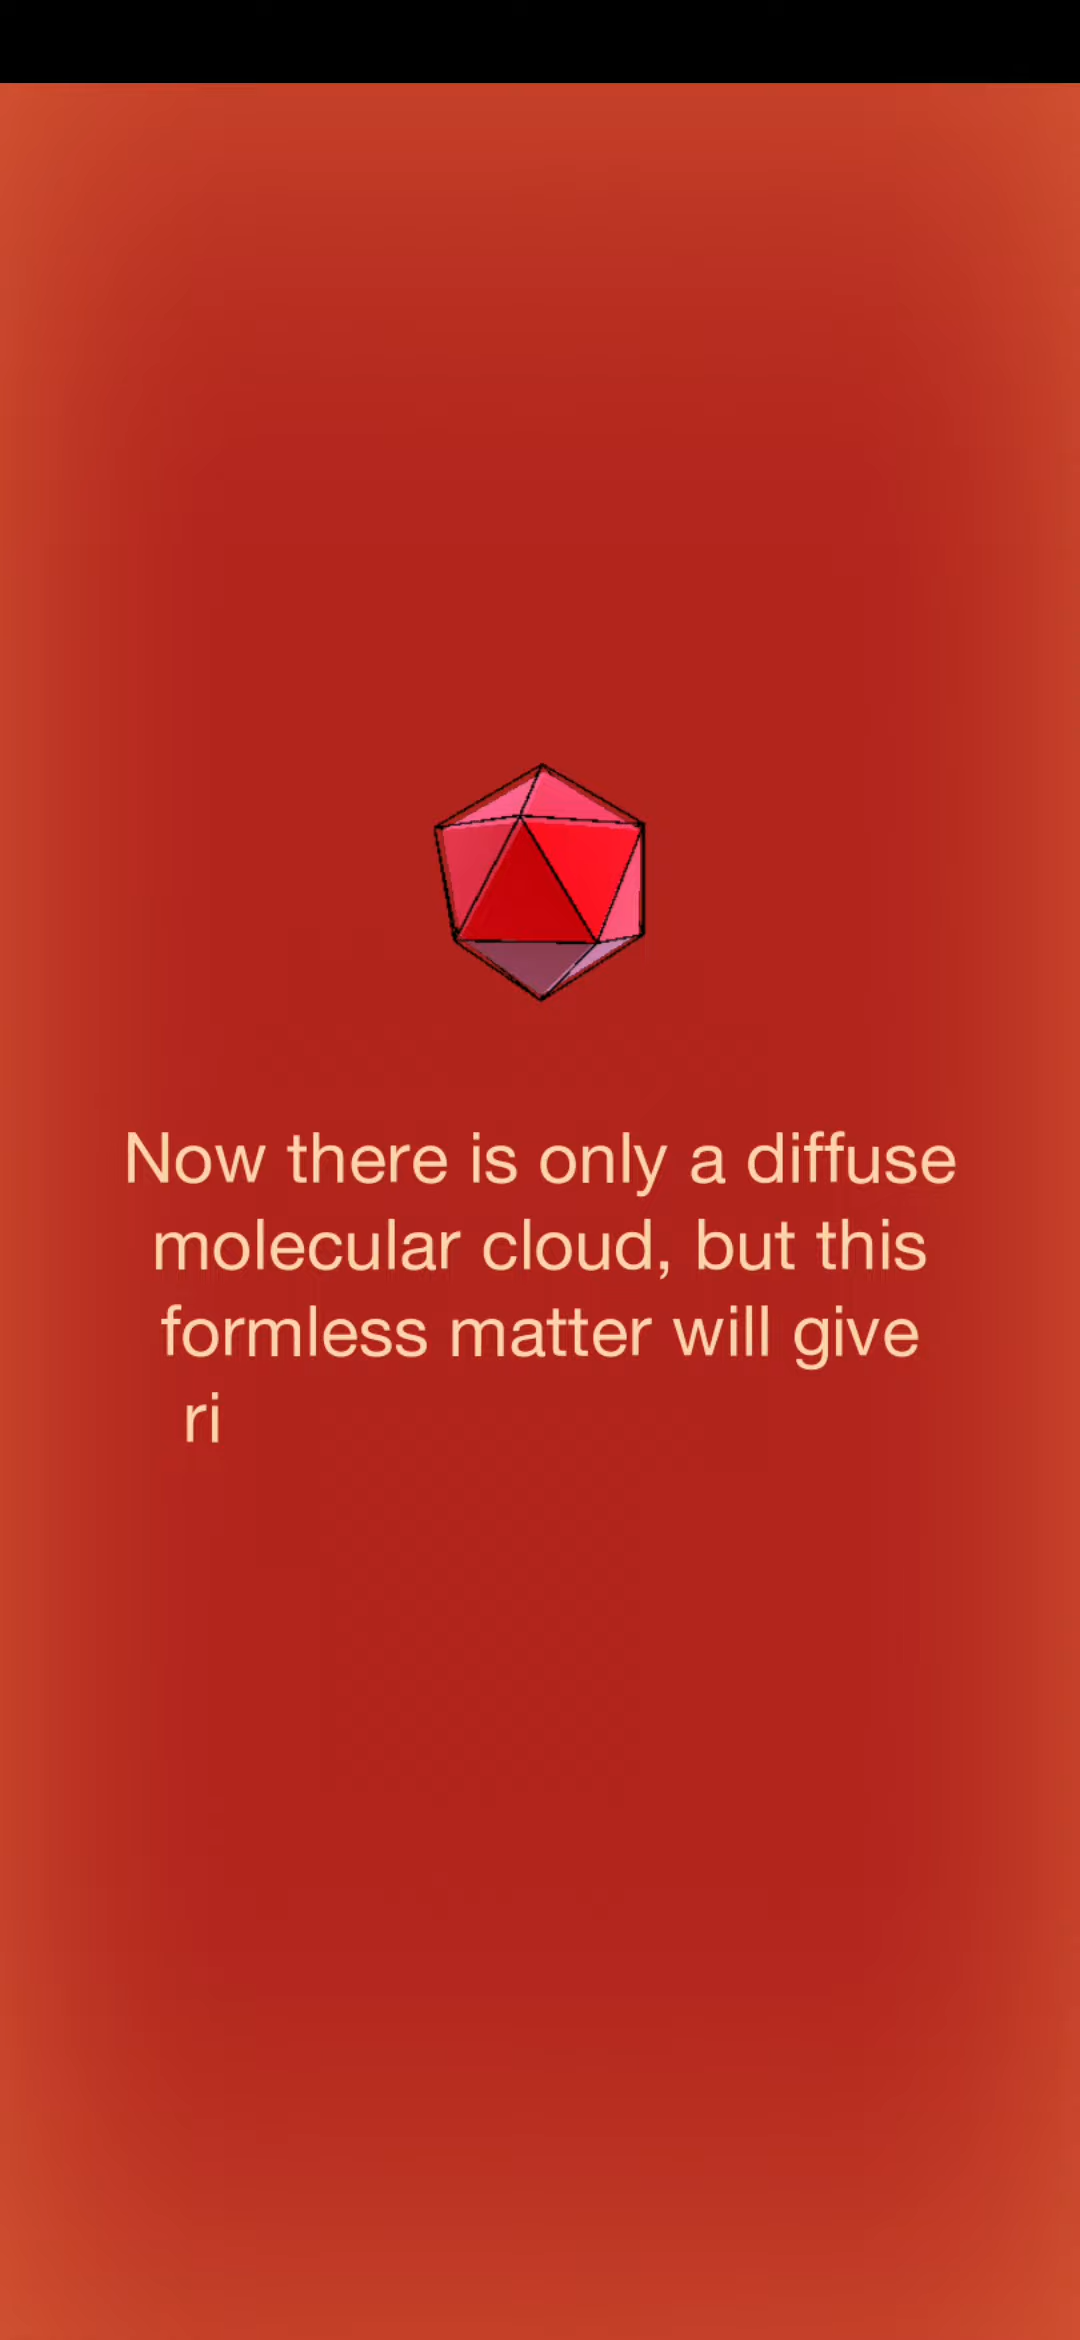 Now there is only a diffuse
molecular cloud, but this
formless matter will give
ri